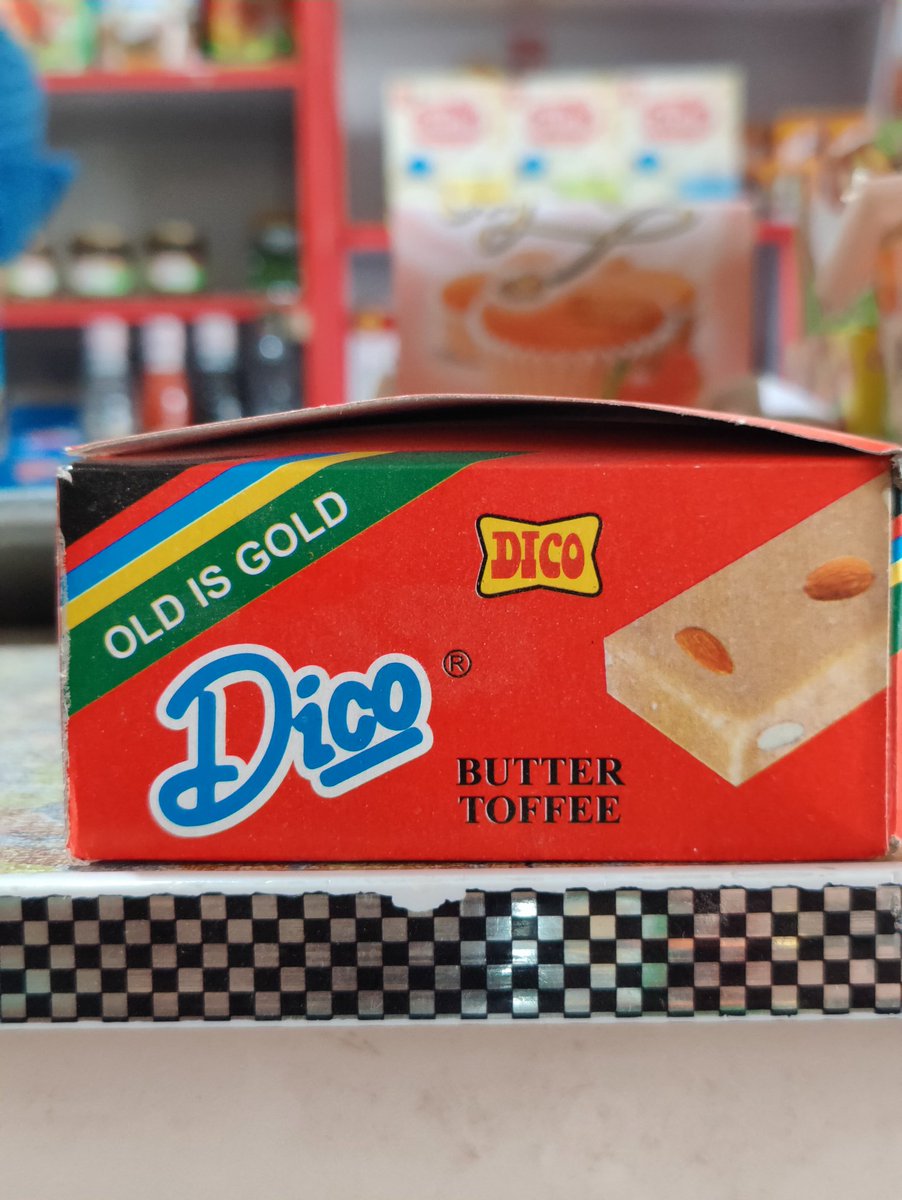 OLD IS GOLD
DICO
Dico ®
BUTTER
TOFFEE